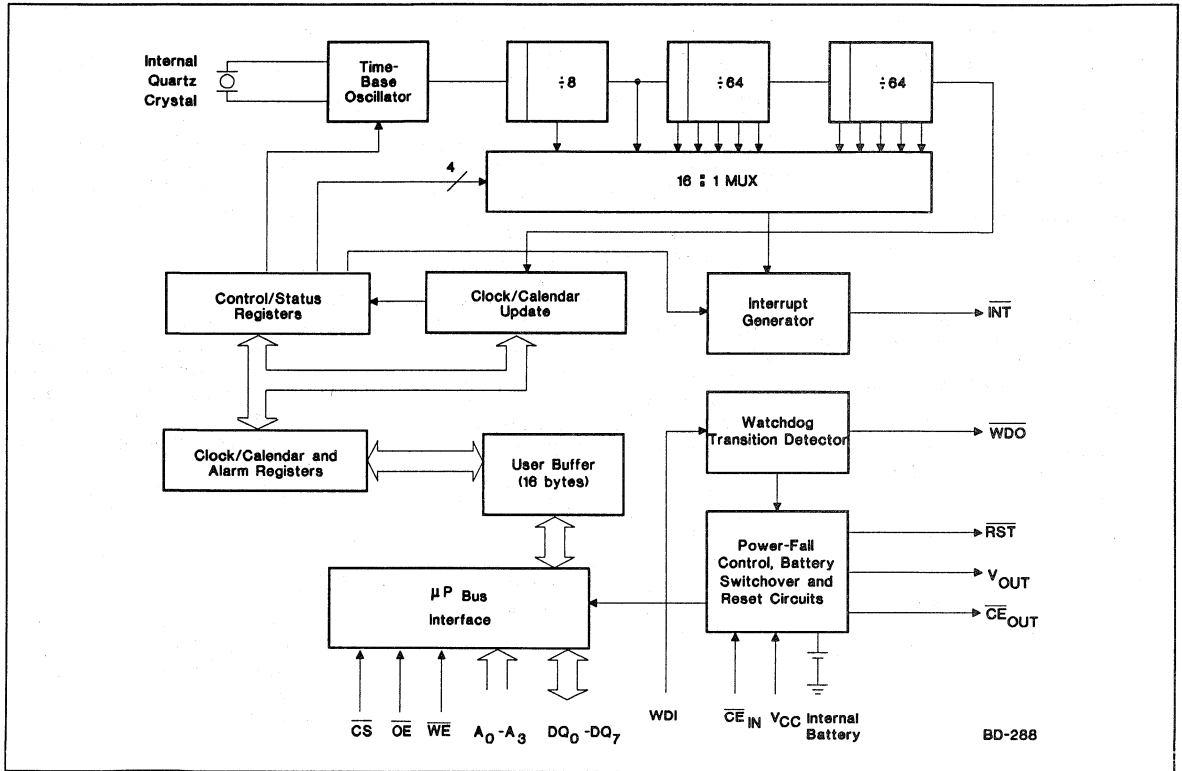 Internal
Quartz
Crystal
Time-
Base
Oscillator
÷8
÷64
÷64
4
16 : 1 MUX
Control/Status
Registers
Clock/Calendar
Update
Interrupt
Generator
INT
Clock/Calendar and
Alarm Registers
User Buffer
(16 bytes)
Watchdog
Transition Detector
WDO
µP Bus
Interface
Power-Fail
Control, Battery
Switchover and
Reset Circuits
RST
VOUT
CEOUT
CS
OE
WE
A0-A3
DQ0-DQ7
WDI
CEIN
VCC
Internal
Battery
BD-288